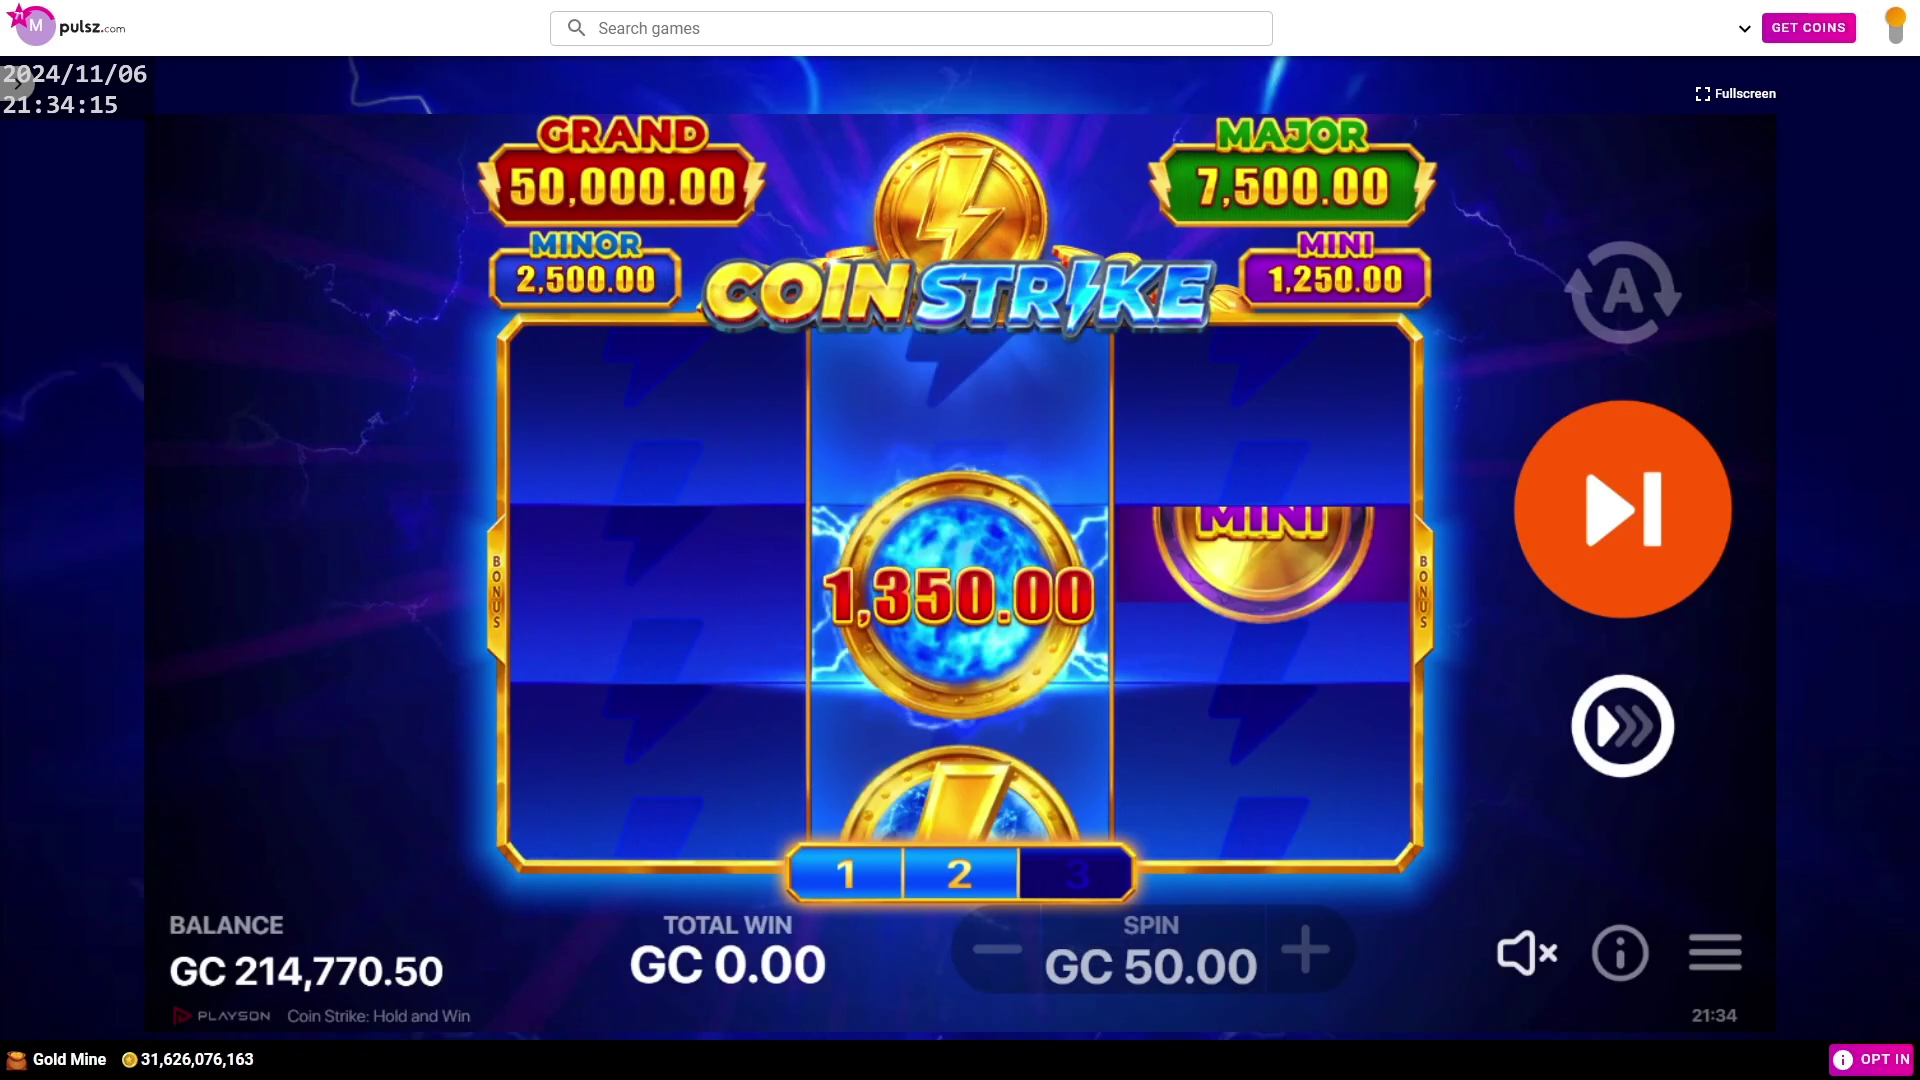 71
M
pulsz.com
Search games
GET COINS
2024/11/06
21:34:15
Fullscreen
GRAND
50,000.00
MAJOR
7,500.00
MINOR
2,500.00
MINI
1,250.00
COIN STRIKE
MINI
1,350.00
BONUS
BONUS
1 2 3
BALANCE
GC 214,770.50
TOTAL WIN
GC 0.00
SPIN
GC 50.00
A
PLAYSON Coin Strike: Hold and Win
21:34
Gold Mine 31,626,076,163
OPT IN